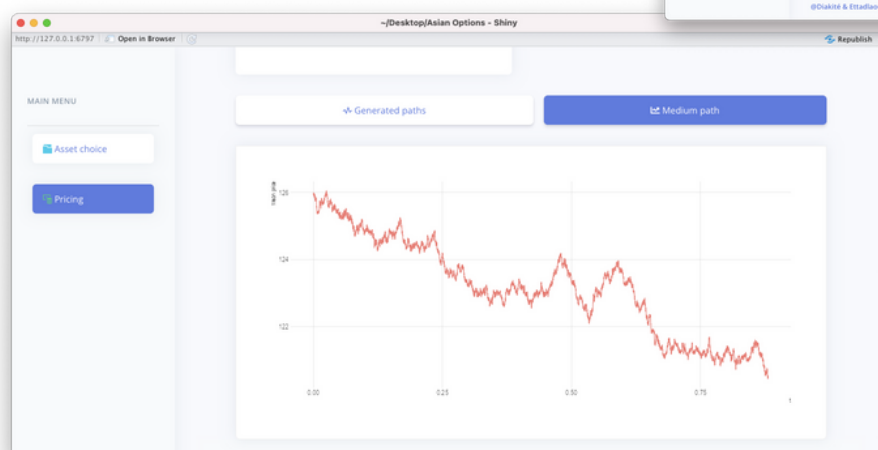 @Diakité & Ettadlaoui
~/Desktop/Asian Options - Shiny
http://127.0.0.1:6797 Open in Browser Republish
MAIN MENU
Generated paths Medium path
Asset choice
Pricing
126
124
122
0.00 0.25 0.50 0.75